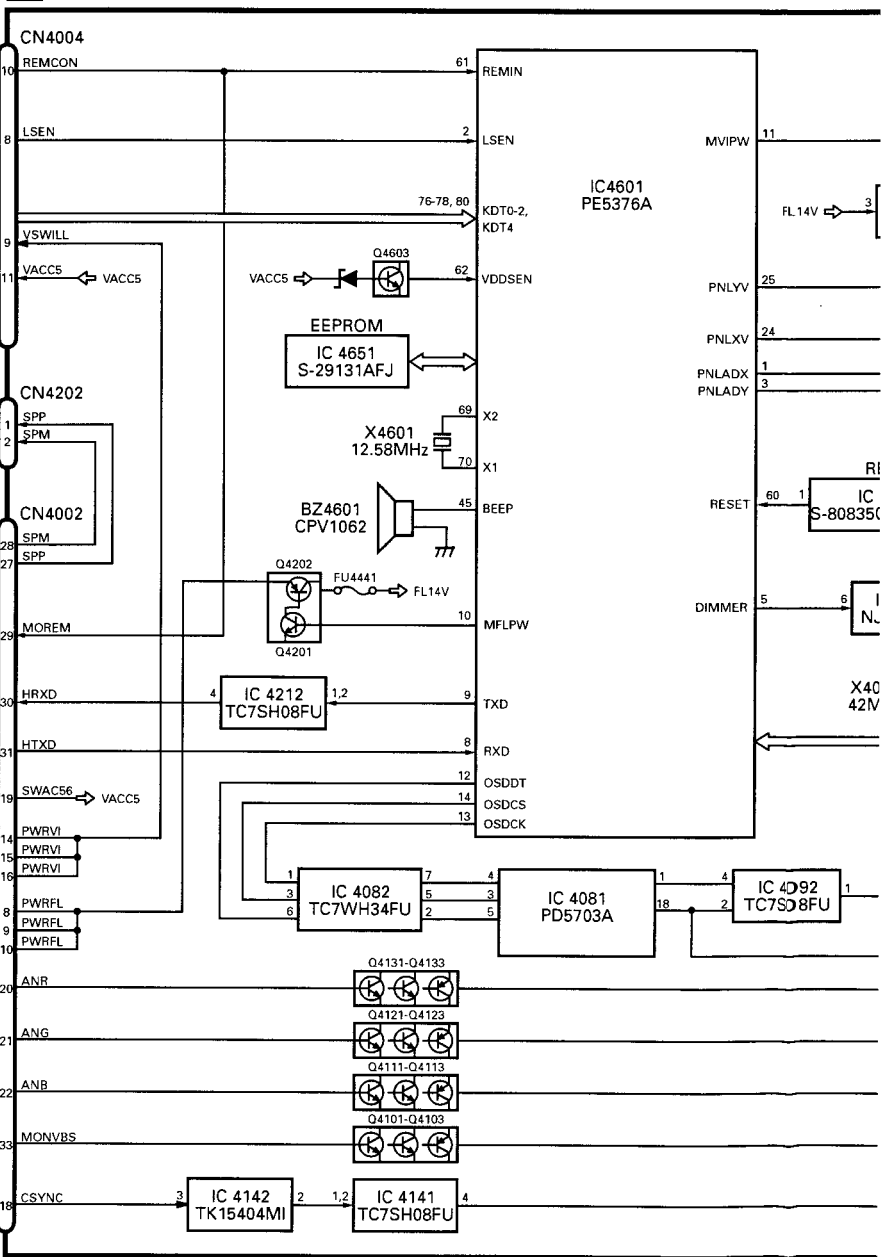 CN4004
10 REMCON
61 REMIN
8 LSEN
2 LSEN
11 MVIPW
IC4601
PE5376A
76-78, 80
KDT0-2,
KDT4
FL14V
3
9 VSWILL
11 VACC5
VACC5
VACC5
Q4603
62 VDDSEN
25 PNLYV
EEPROM
IC 4651
S-29131AFJ
24 PNLXV
1 PNLADX
3 PNLADY
CN4202
1 SPP
2 SPM
69 X2
X4601
12.58MHz
70 X1
CN4002
BZ4601
CPV1062
45 BEEP
RESET 60
1
IC
S-80835
28 SPM
27 SPP
Q4202
FU4441
FL14V
10 MFLPW
Q4201
DIMMER 5
6
NJ
29 MOREM
30 HRXD
4
IC 4212
TC7SH08FU
1,2
9 TXD
X40
42M
31 HTXD
8 RXD
19 SWAC56
VACC5
12 OSDDT
14 OSDCS
13 OSDCK
14 PWRVI
15 PWRVI
16 PWRVI
8 PWRFL
9 PWRFL
10 PWRFL
1
3
6
IC 4082
TC7WH34FU
7
5
2
4
3
5
IC 4081
PD5703A
1
18
4
2
IC 4092
TC7S08FU
1
20 ANR
Q4131-Q4133
21 ANG
Q4121-Q4123
22 ANB
Q4111-Q4113
33 MONVBS
Q4101-Q4103
18 CSYNC
3
IC 4142
TK15404MI
2
1,2
IC 4141
TC7SH08FU
4